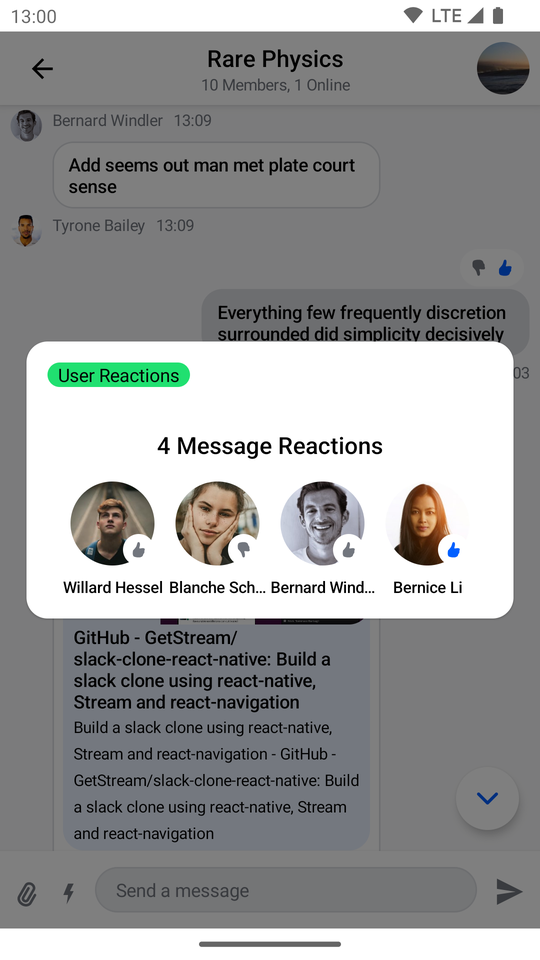 13:00
LTE
Rare Physics
10 Members, 1 Online
Bernard Windler 13:09
Add seems out man met plate court
sense
Tyrone Bailey 13:09
Everything few frequently discretion
surrounded did simplicity decisively
03
User Reactions
4 Message Reactions
Willard Hessel
Blanche Sch...
Bernard Wind...
Bernice Li
GitHub - GetStream/
slack-clone-react-native: Build a
slack clone using react-native,
Stream and react-navigation
Build a slack clone using react-native,
Stream and react-navigation - GitHub -
GetStream/slack-clone-react-native: Build
a slack clone using react-native, Stream
and react-navigation
Send a message